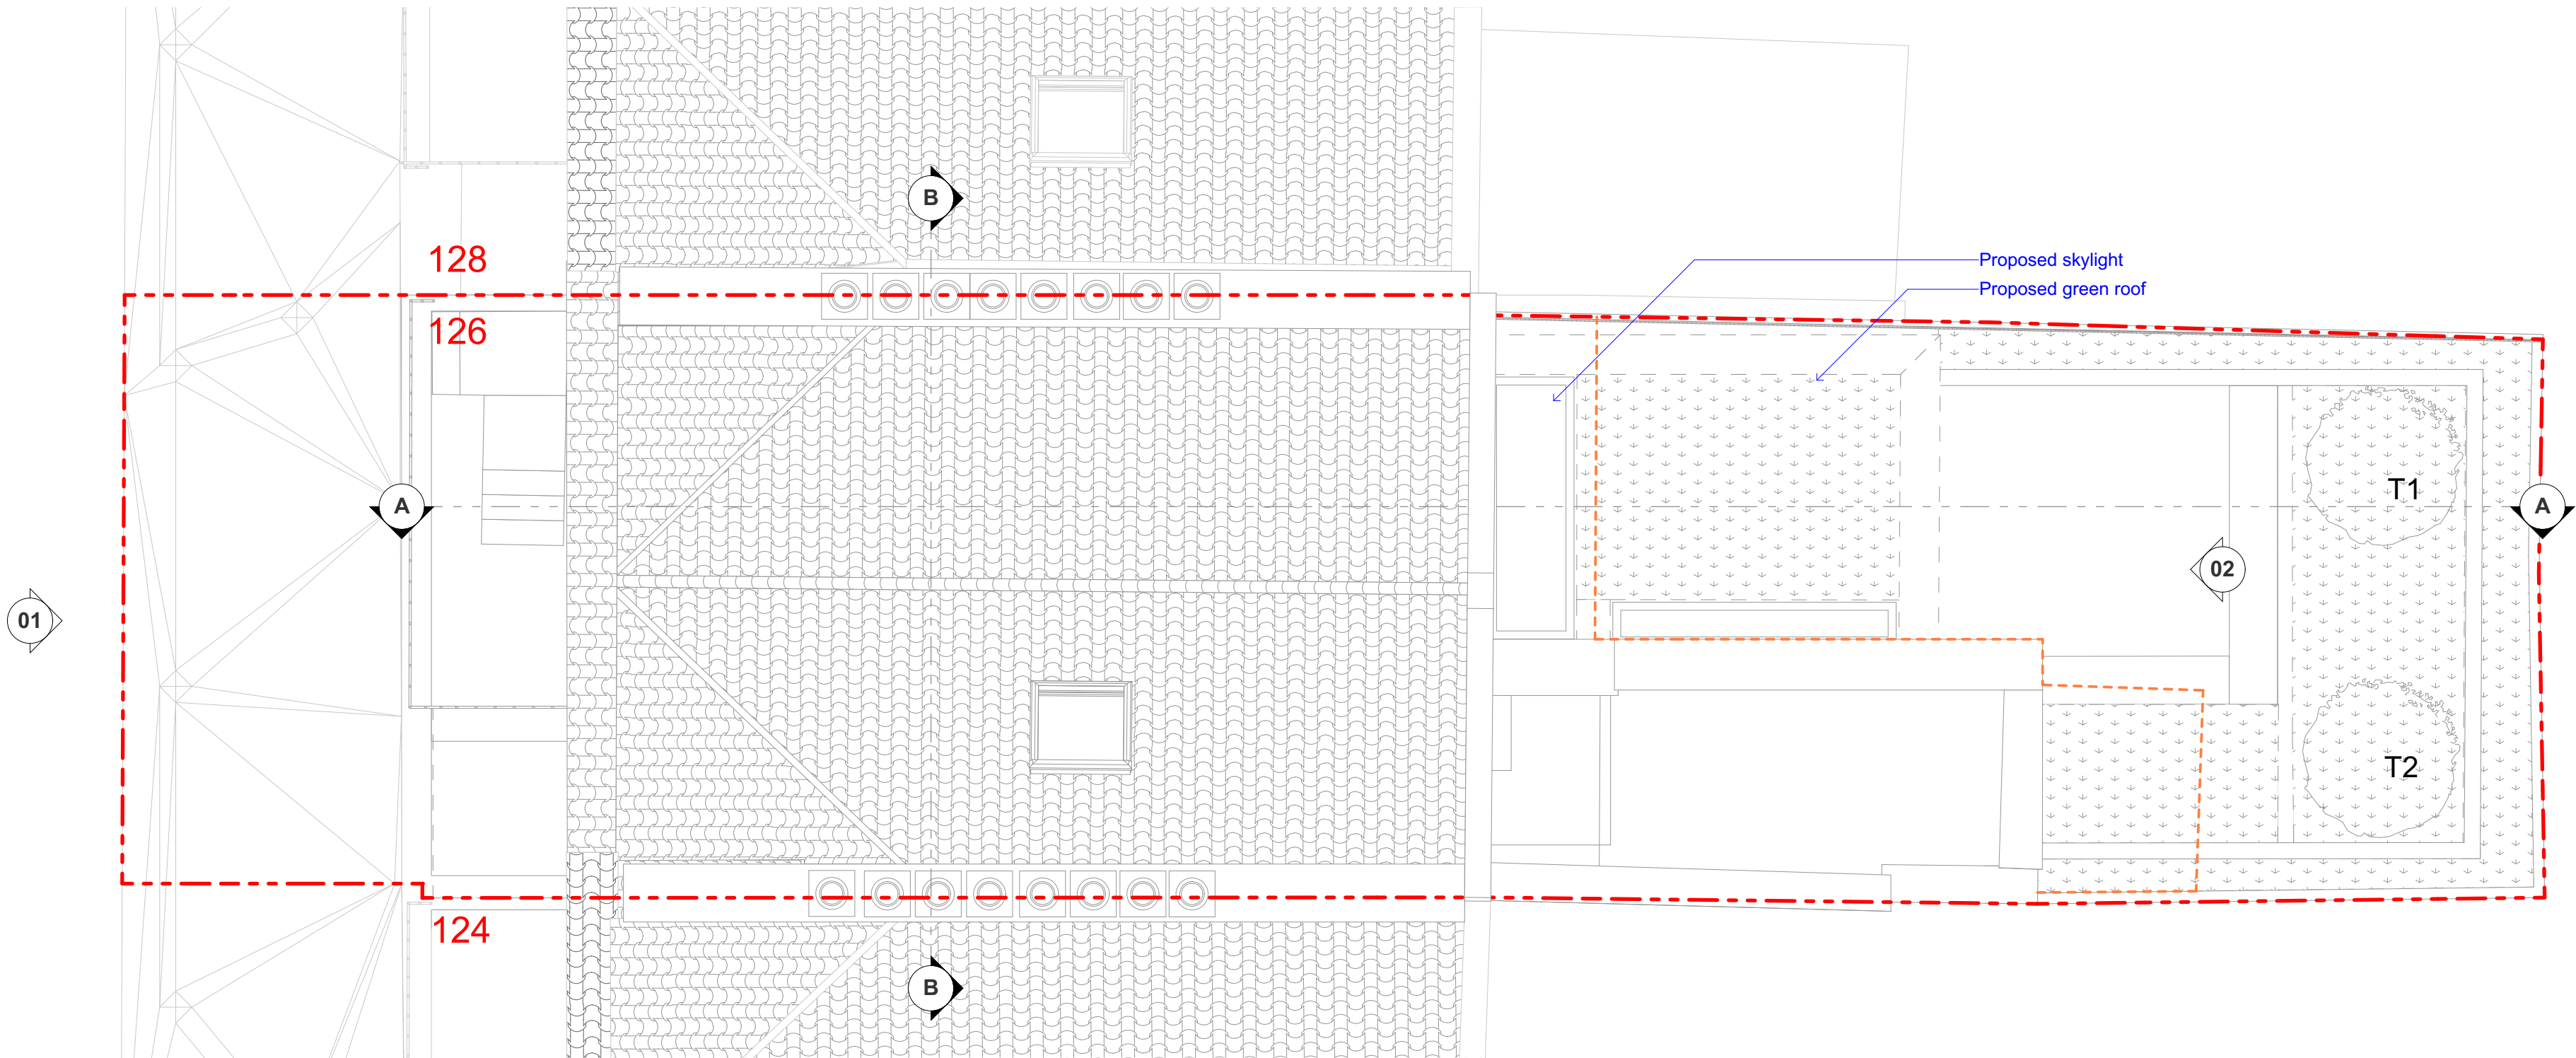 B
128
Proposed skylight
Proposed green roof
126
T1
A
A
02
01
T2
124
B